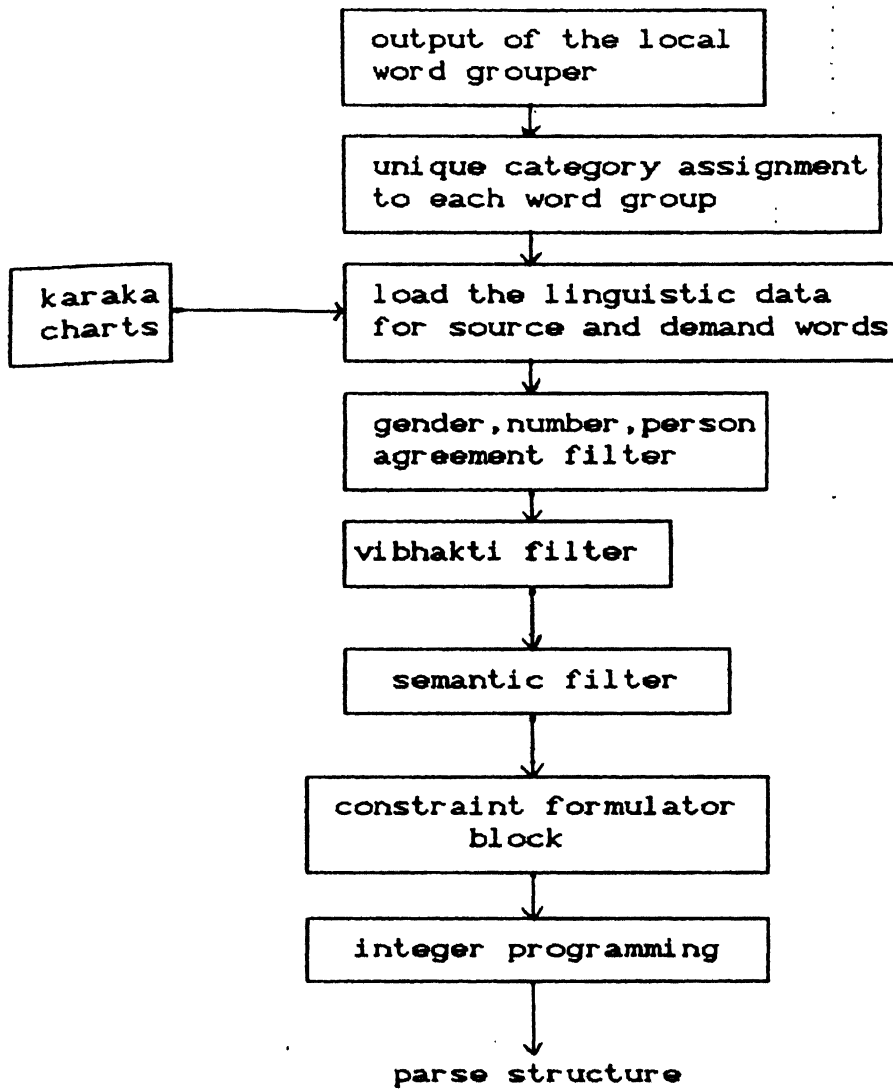 output of the local
word grouper
unique category assignment
to each word group
karaka
charts
load the linguistic data
for source and demand words
gender,number,person
agreement filter
vibhakti filter
semantic filter
constraint formulator
block
integer programming
parse structure